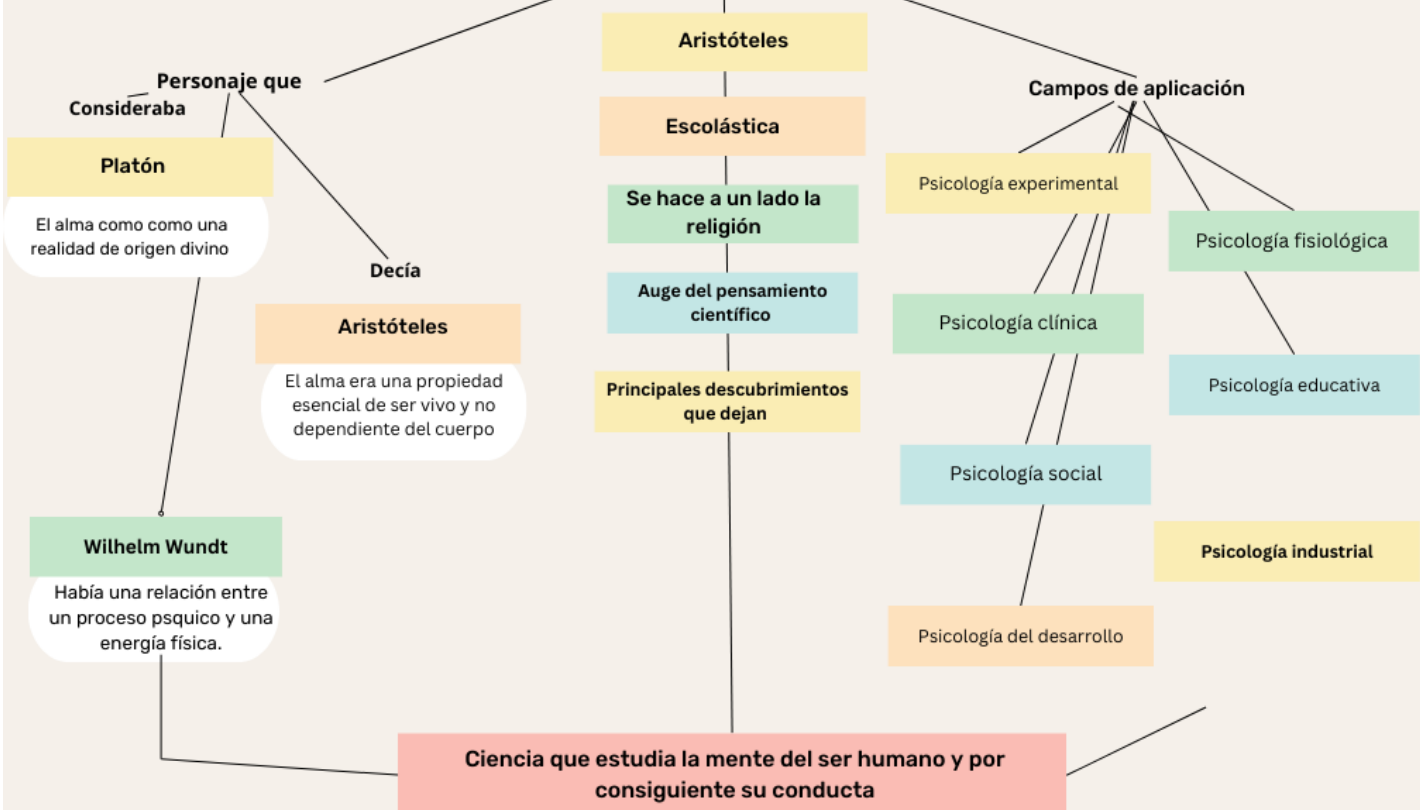 Personaje que
Consideraba
Platón
El alma como como una
realidad de origen divino
Decía
Aristóteles
El alma era una propiedad
esencial de ser vivo y no
dependiente del cuerpo
Wilhelm Wundt
Había una relación entre
un proceso psquico y una
energía física.
Aristóteles
Escolástica
Se hace a un lado la
religión
Auge del pensamiento
científico
Principales descubrimientos
que dejan
Campos de aplicación
Psicología experimental
Psicología fisiológica
Psicología clínica
Psicología educativa
Psicología social
Psicología industrial
Psicología del desarrollo
Ciencia que estudia la mente del ser humano y por
consiguiente su conducta